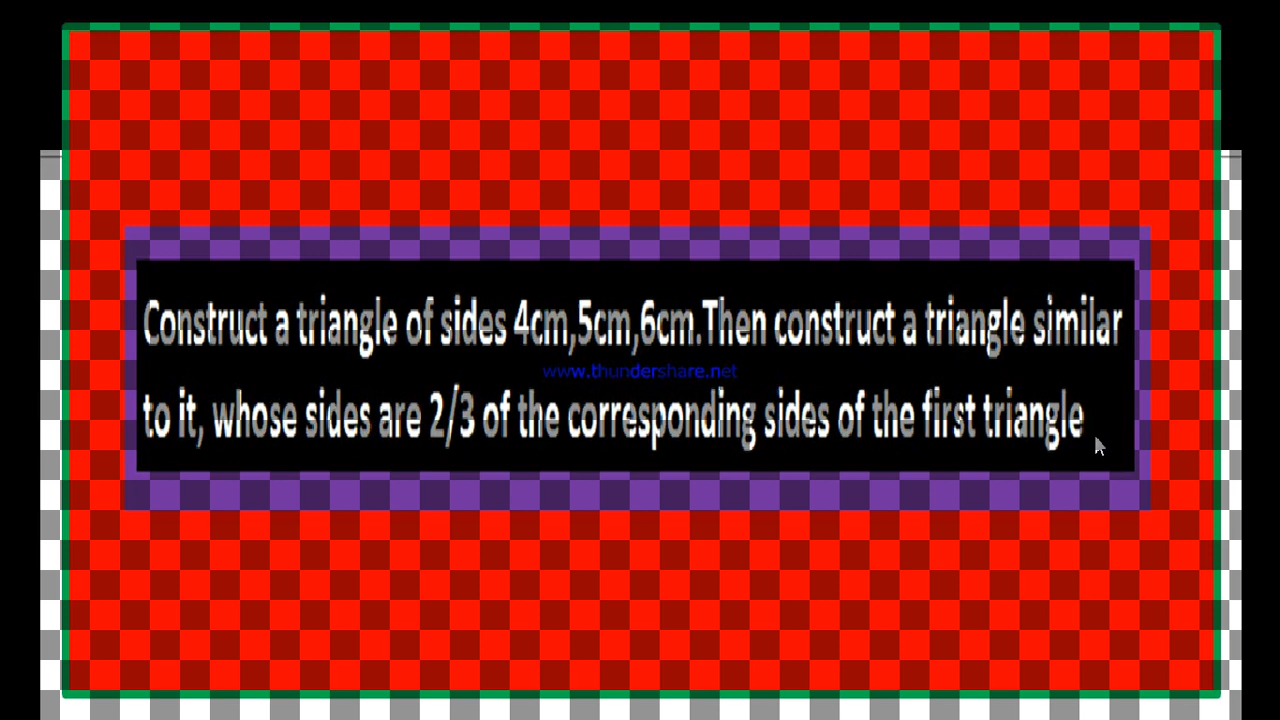 Construct a triangle of sides 4cm,5cm,6cm.Then construct a triangle similar
www.thundershare.net
to it, whose sides are 2/3 of the corresponding sides of the first triangle